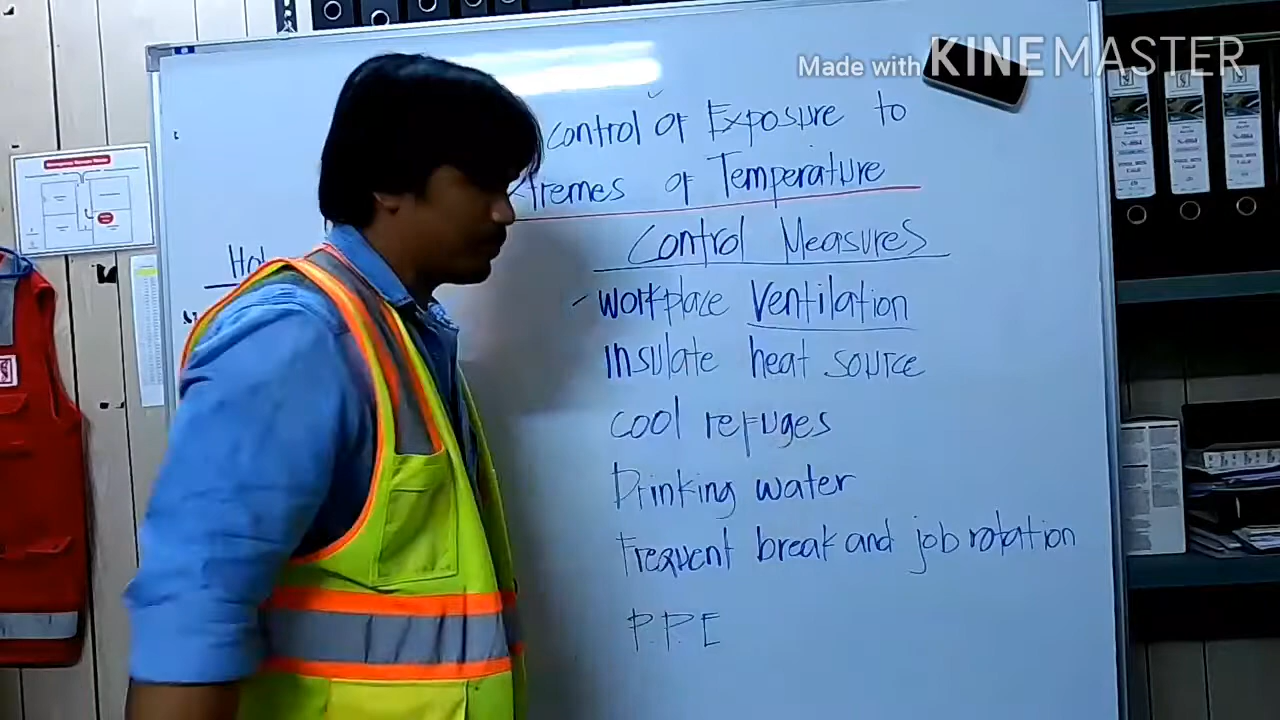 Made with KINEMASTER
control of Exposure to
xtremes of Temperature
Control Measures
Hot
workplace ventilation
insulate heat source
cool refuges
Drinking water
Frequent break and job rotation
P.P.E